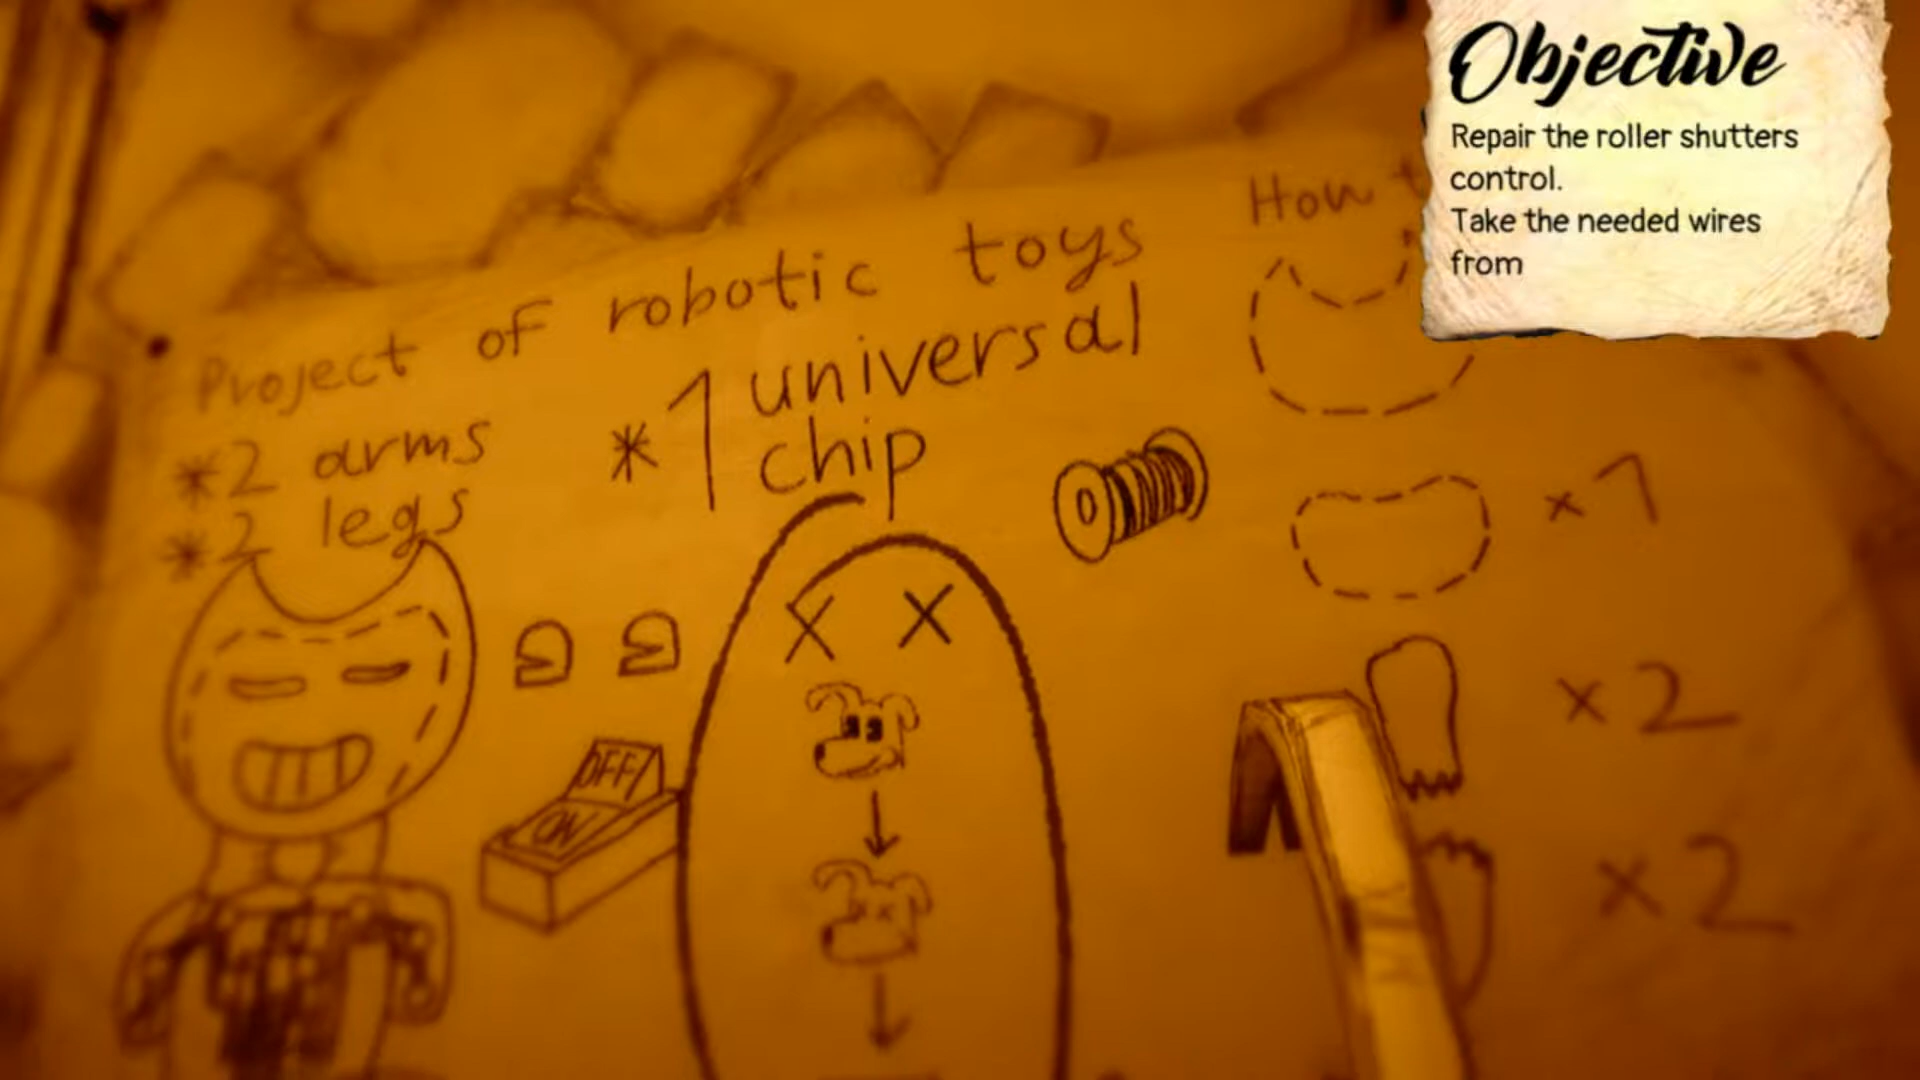 Objective
Repair the roller shutters
control.
Take the needed wires
from
How t
Project of robotic toys
*2 arms
*2 legs
*1 universal
chip
x1
OFF
ON
x2
x2